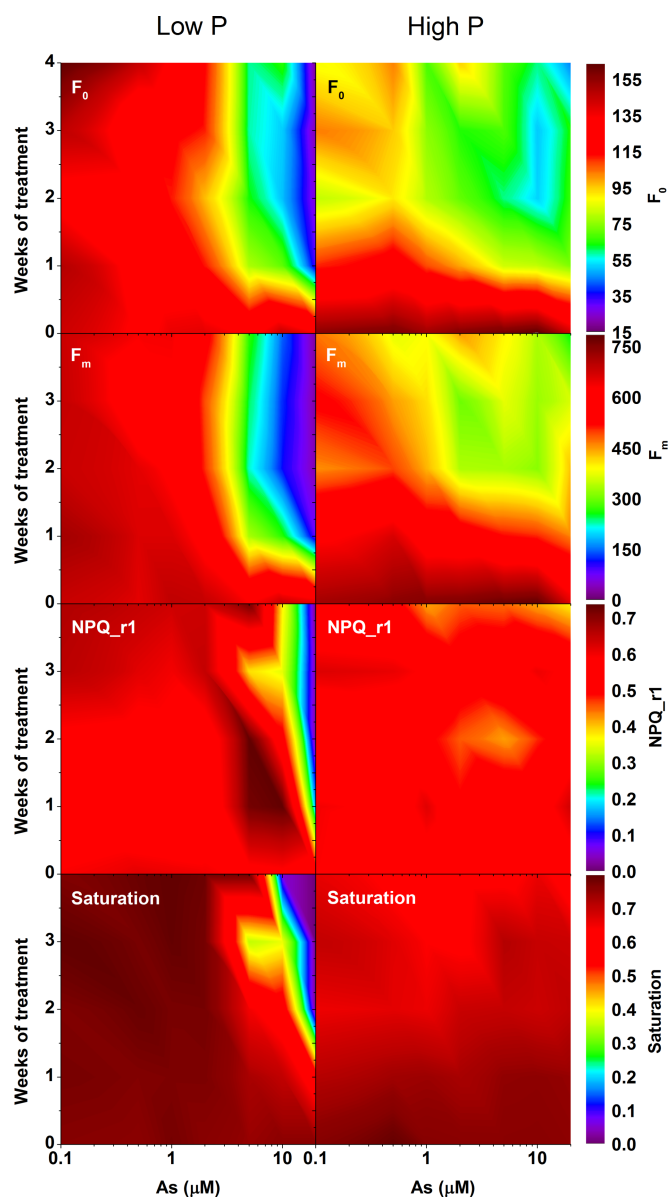 Low P High P
4
3
2
1
0
Weeks of treatment
F0
F0
155
135
115
95
75
55
35
15
F0
3
2
1
0
Weeks of treatment
Fm
750
600
450
300
150
0
Fm
3
2
1
0
Weeks of treatment
NPQ_r1
NPQ_r1
0.7
0.6
0.5
0.4
0.3
0.2
0.1
0.0
NPQ_r1
3
2
1
0
Weeks of treatment
Saturation
Saturation
0.7
0.6
0.5
0.4
0.3
0.2
0.1
0.0
Saturation
0.1 1 10 0.1 1 10
As (µM) As (µM)